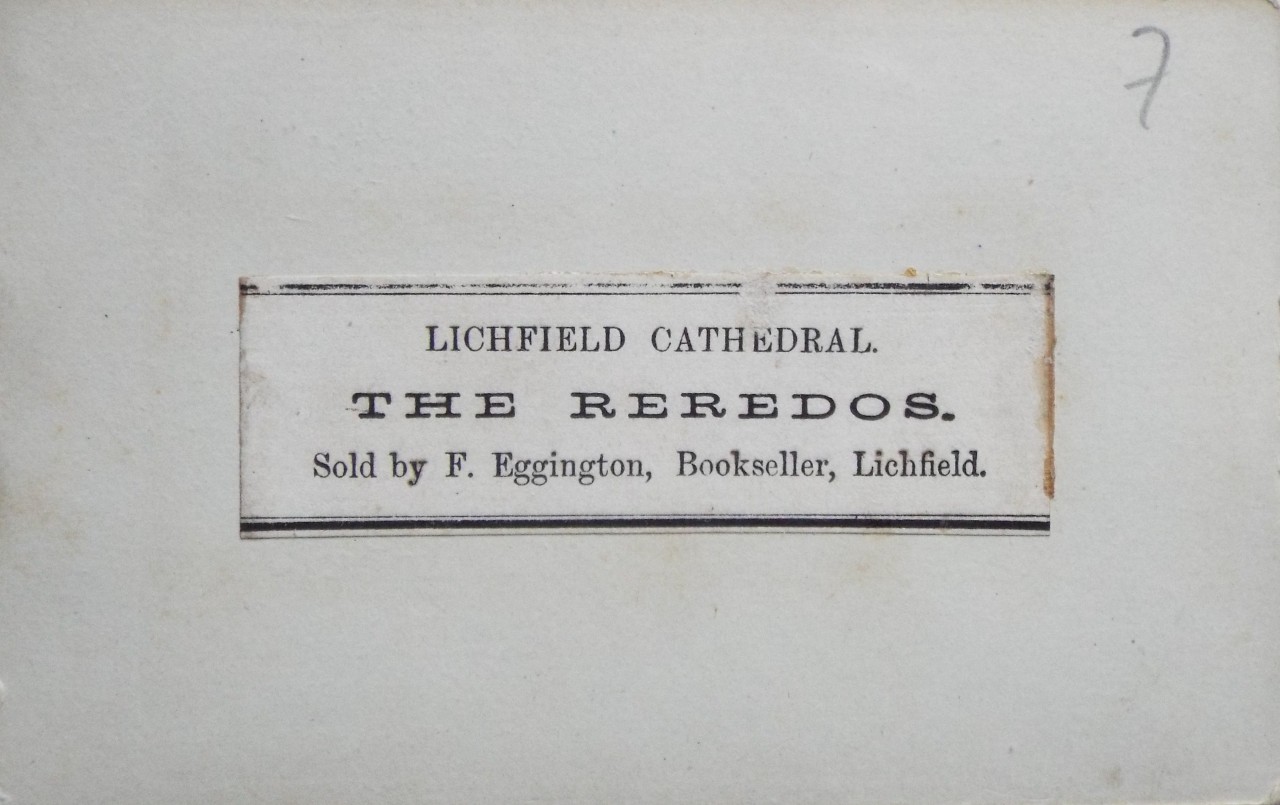 7
LICHFIELD CATHEDRAL.
THE REREDOS.
Sold by F. Eggington, Bookseller, Lichfield.